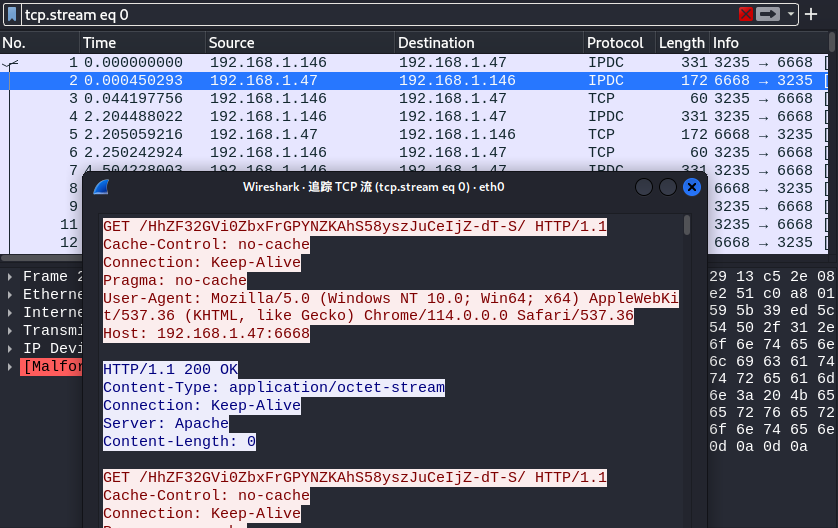 tcp.stream eq 0
No. Time Source Destination Protocol Length Info
1 0.000000000 192.168.1.146 192.168.1.47 IPDC 331 3235 → 6668 [
2 0.000450293 192.168.1.47 192.168.1.146 IPDC 172 6668 → 3235 [
3 0.044197756 192.168.1.146 192.168.1.47 TCP 60 3235 → 6668 [
4 2.204488022 192.168.1.146 192.168.1.47 IPDC 331 3235 → 6668 [
5 2.205059216 192.168.1.47 192.168.1.146 TCP 172 6668 → 3235 [
6 2.250242924 192.168.1.146 192.168.1.47 TCP 60 3235 → 6668 [
7 4.504228003 192.168.1.146 192.168.1.47 IPDC 331 3235 → 6668 [
8 6668 → 3235 [
9 3235 → 6668 [
11 6668 → 3235 [
12 6668 → 3235 [
Wireshark · 追踪 TCP 流 (tcp.stream eq 0) · eth0
GET /HhZF32GVi0ZbxFrGPYNZKAhS58yszJuCeIjZ-dT-S/ HTTP/1.1
Cache-Control: no-cache
Connection: Keep-Alive
Pragma: no-cache
User-Agent: Mozilla/5.0 (Windows NT 10.0; Win64; x64) AppleWebKi
t/537.36 (KHTML, like Gecko) Chrome/114.0.0.0 Safari/537.36
Host: 192.168.1.47:6668
HTTP/1.1 200 OK
Content-Type: application/octet-stream
Connection: Keep-Alive
Server: Apache
Content-Length: 0
GET /HhZF32GVi0ZbxFrGPYNZKAhS58yszJuCeIjZ-dT-S/ HTTP/1.1
Cache-Control: no-cache
Connection: Keep-Alive
Frame 2
Etherne
Interne
Transmi
IP Devi
[Malfor
29 13 c5 2e 08
e2 51 c0 a8 01
59 5b 39 ed 5c
54 50 2f 31 2e
6f 6e 74 65 6e
6c 69 63 61 74
74 72 65 61 6d
6e 3a 20 4b 65
65 72 76 65 72
6f 6e 74 65 6e
0d 0a 0d 0a